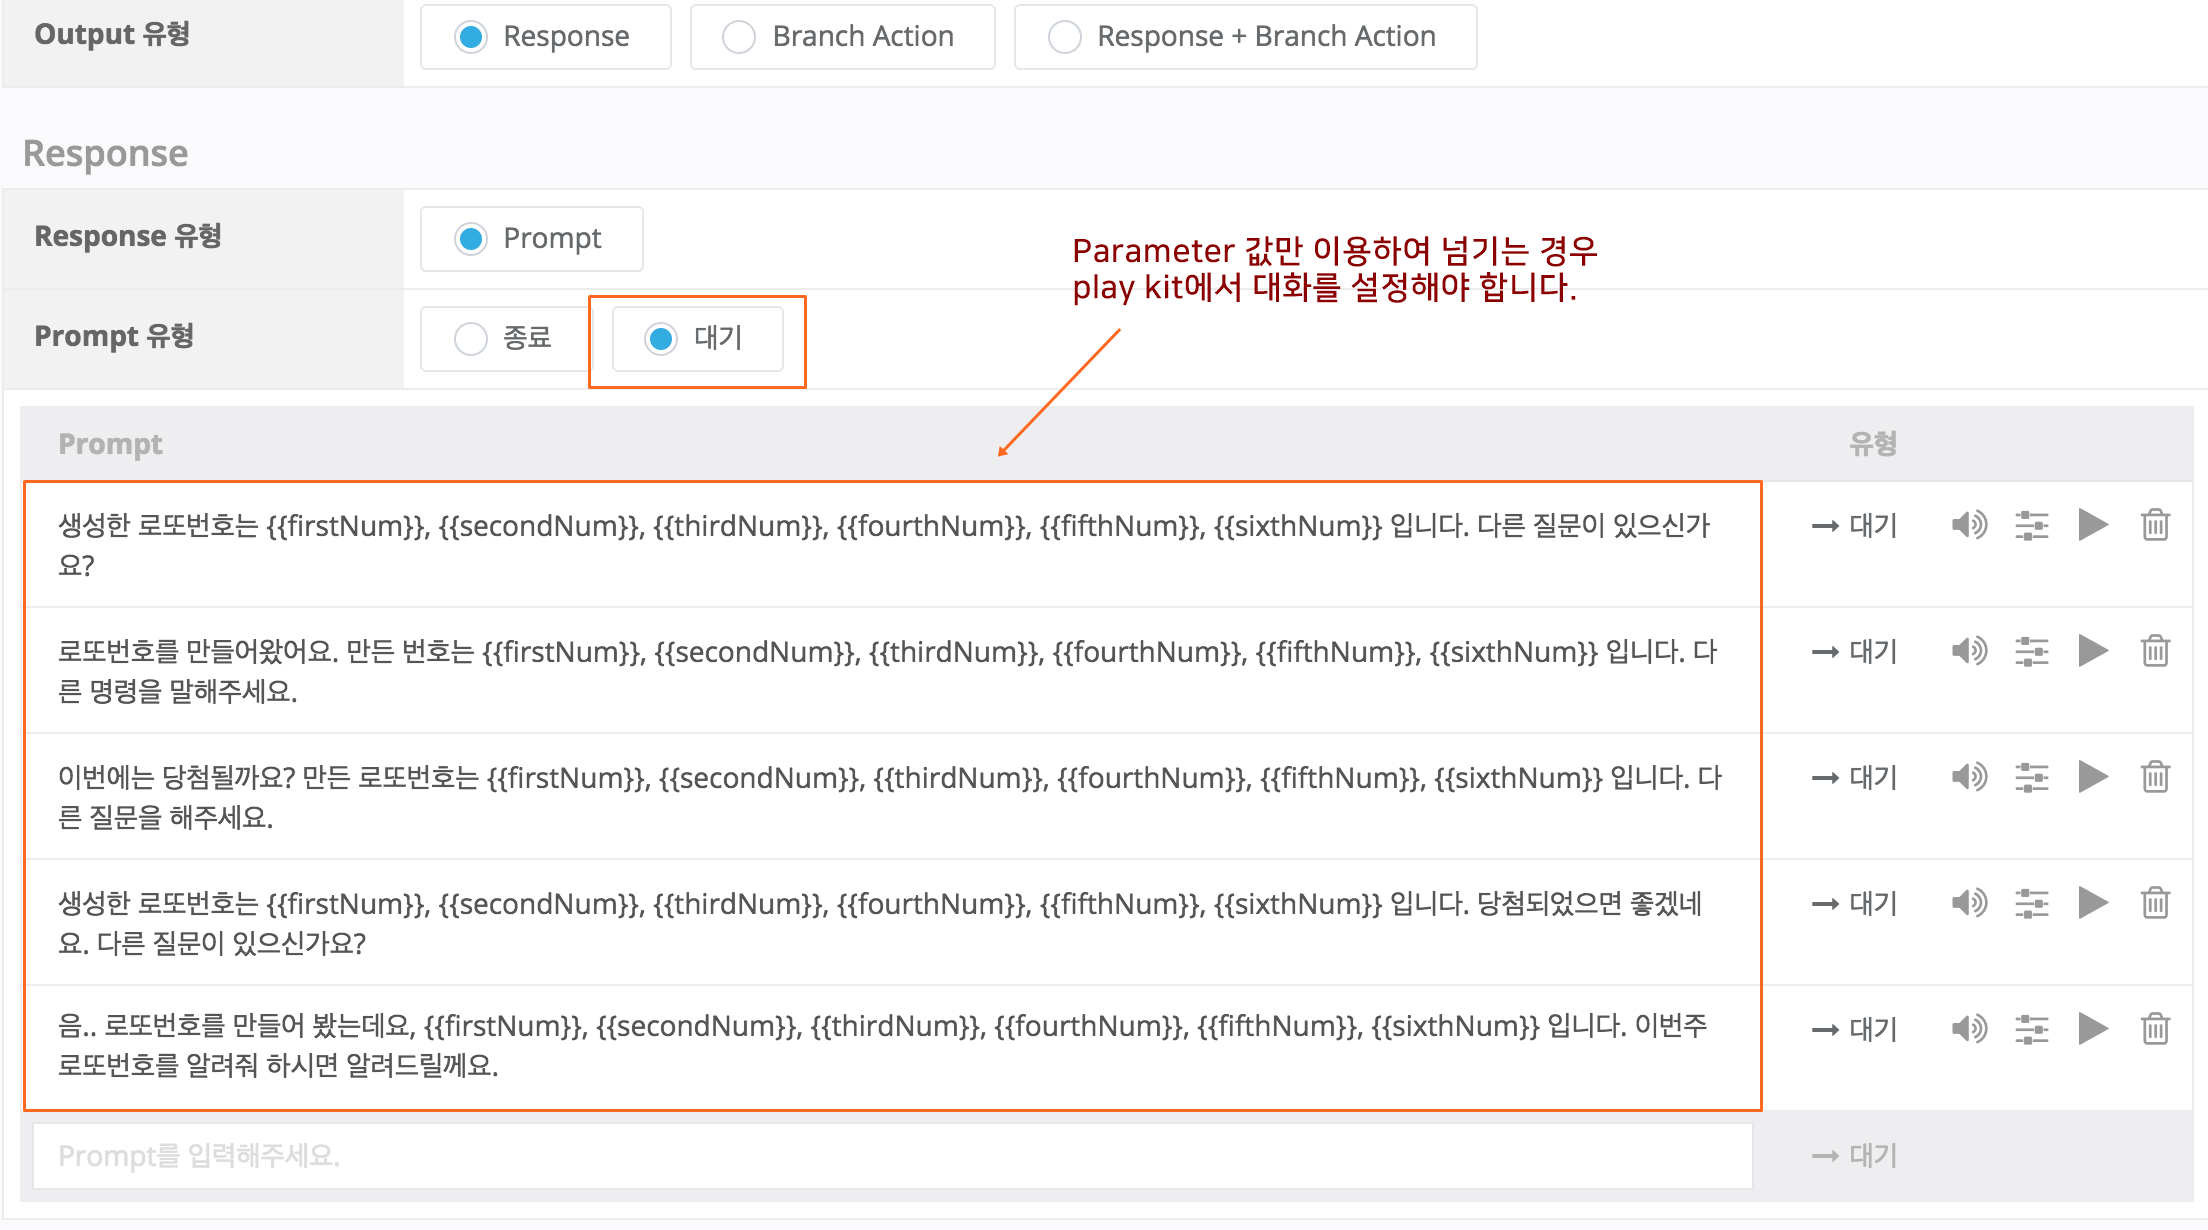 Output 유형
Response
Branch Action
Response + Branch Action
Response
Response 유형
Prompt
Parameter 값만 이용하여 넘기는 경우
play kit에서 대화를 설정해야 합니다.
Prompt 유형
종료
대기
Prompt
유형
생성한 로또번호는 {{firstNum}}, {{secondNum}}, {{thirdNum}}, {{fourthNum}}, {{fifthNum}}, {{sixthNum}} 입니다. 다른 질문이 있으신가
요?
→ 대기
로또번호를 만들어왔어요. 만든 번호는 {{firstNum}}, {{secondNum}}, {{thirdNum}}, {{fourthNum}}, {{fifthNum}}, {{sixthNum}} 입니다. 다
른 명령을 말해주세요.
→ 대기
이번에는 당첨될까요? 만든 로또번호는 {{firstNum}}, {{secondNum}}, {{thirdNum}}, {{fourthNum}}, {{fifthNum}}, {{sixthNum}} 입니다. 다
른 질문을 해주세요.
→ 대기
생성한 로또번호는 {{firstNum}}, {{secondNum}}, {{thirdNum}}, {{fourthNum}}, {{fifthNum}}, {{sixthNum}} 입니다. 당첨되었으면 좋겠네
요. 다른 질문이 있으신가요?
→ 대기
음.. 로또번호를 만들어 봤는데요, {{firstNum}}, {{secondNum}}, {{thirdNum}}, {{fourthNum}}, {{fifthNum}}, {{sixthNum}} 입니다. 이번주
로또번호를 알려줘 하시면 알려드릴께요.
→ 대기
Prompt를 입력해주세요.
→ 대기